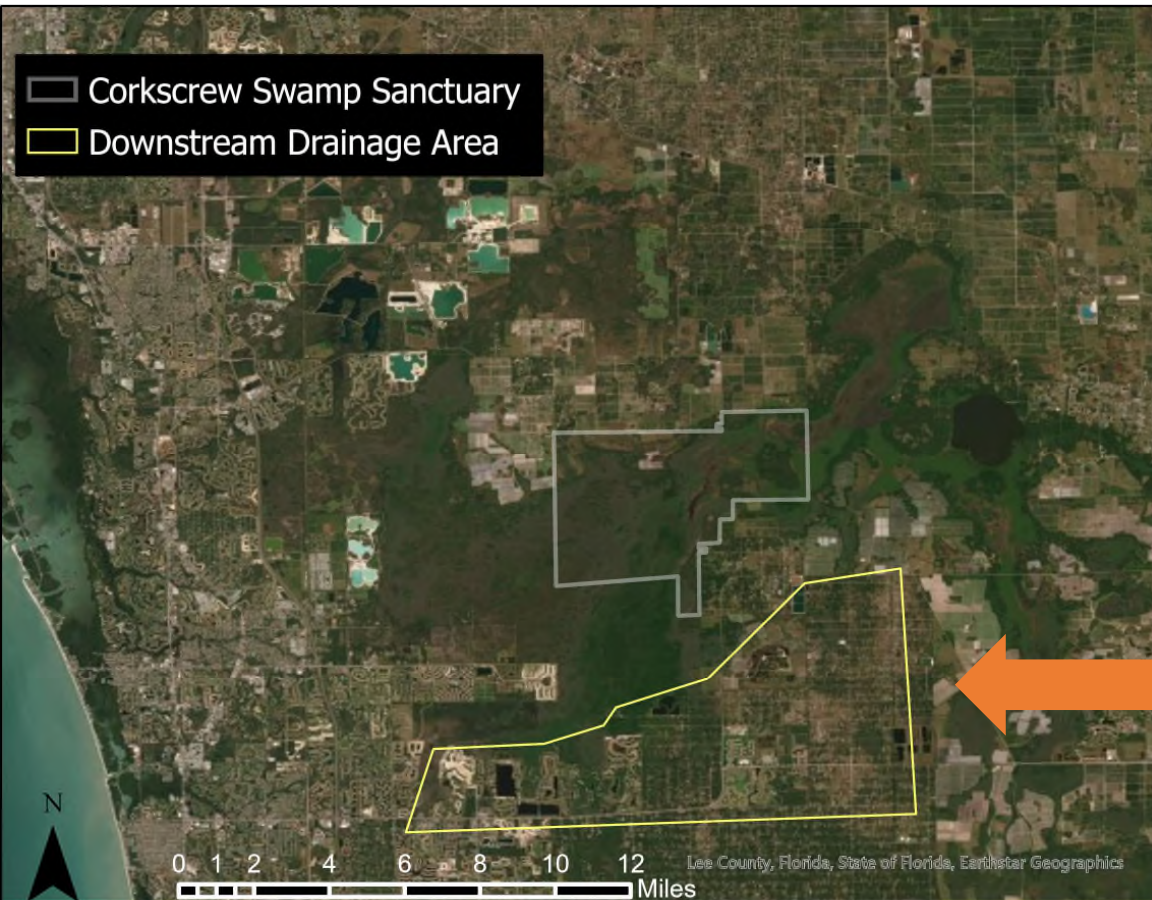 Corkscrew Swamp Sanctuary
Downstream Drainage Area
N
0 1 2 4 6 8 10 12
Miles
Lee County, Florida, State of Florida, Earthstar Geographics